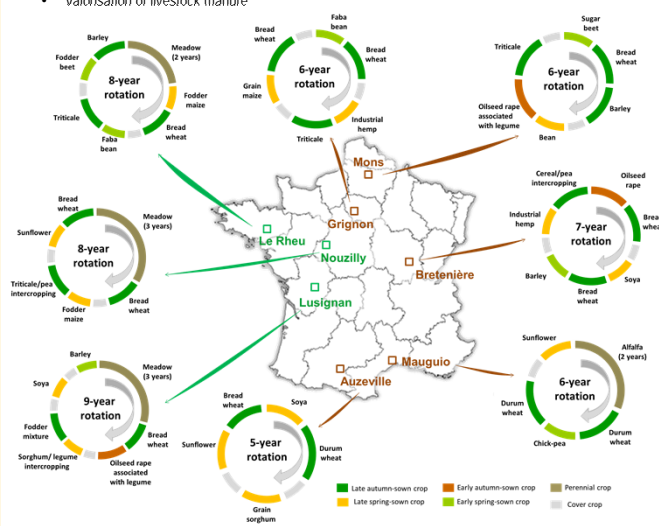 valorisation of livestock manure
Barley
Meadow
(2 years)
Fodder
beet
8-year
rotation
Fodder
maize
Triticale
Bread
wheat
Faba
bean
Faba
bean
Bread
wheat
Bread
wheat
6-year
rotation
Grain
maize
Industrial
hemp
Triticale
Sugar
beet
Triticale
Bread
wheat
6-year
rotation
Oilseed rape
associated
with legume
Barley
Bean
Mons
Grignon
Le Rheu
Nouzilly
Bretenière
Lusignan
Mauguio
Auzeville
Bread
wheat
Meadow
(3 years)
Sunflower
8-year
rotation
Triticale/pea
intercropping
Fodder
maize
Bread
wheat
Cereal/pea
intercropping
Oilseed
rape
Industrial
hemp
7-year
rotation
Bread
wheat
Barley
Soya
Bread
wheat
Barley
Meadow
(3 years)
Soya
9-year
rotation
Fodder
mixture
Bread
wheat
Sorghum/ legume
intercropping
Oilseed rape
associated
with legume
Bread
wheat
Soya
Sunflower
5-year
rotation
Durum
wheat
Grain
sorghum
Sunflower
Alfalfa
(2 years)
6-year
rotation
Durum
wheat
Chick-pea
Durum
wheat
Late autumn-sown crop
Early autumn-sown crop
Perennial crop
Late spring-sown crop
Early spring-sown crop
Cover crop